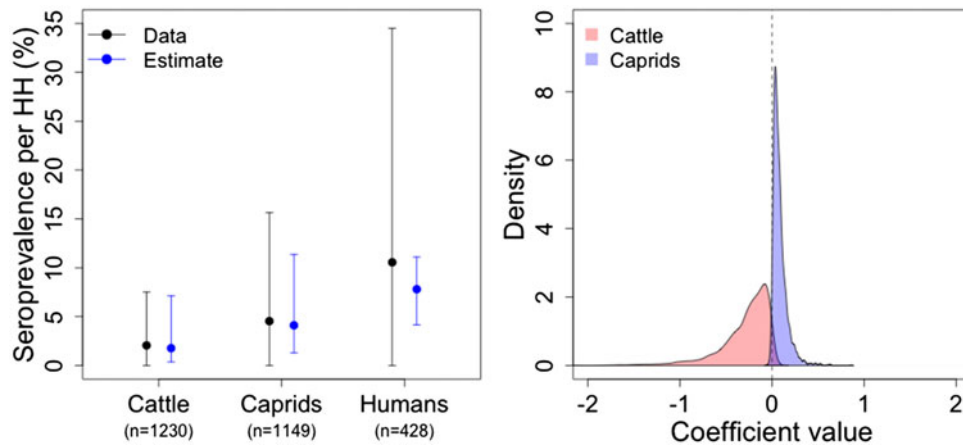 Seroprevalence per HH (%)
0
5
10
15
20
25
30
35
Data
Estimate
Cattle
(n=1230)
Caprids
(n=1149)
Humans
(n=428)
Density
0
2
4
6
8
10
Cattle
Caprids
-2
-1
0
1
2
Coefficient value